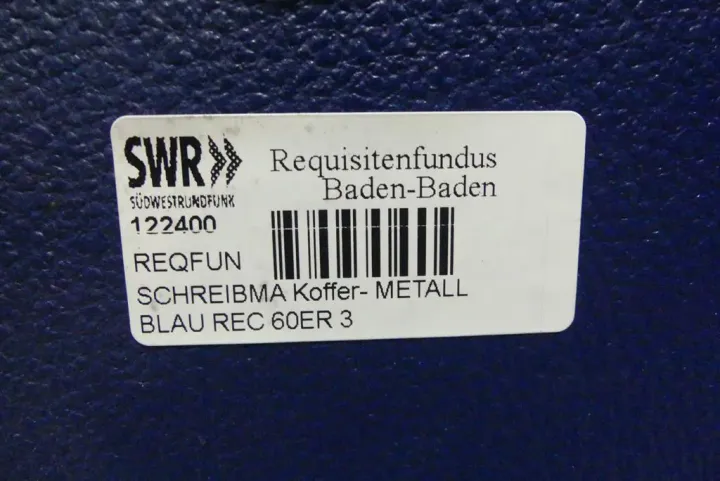 SWR»
SÜDWESTRUNDFUNK
Requisitenfundus
Baden-Baden
122400
REQFUN
SCHREIBMA Koffer- METALL
BLAU REC 60ER 3